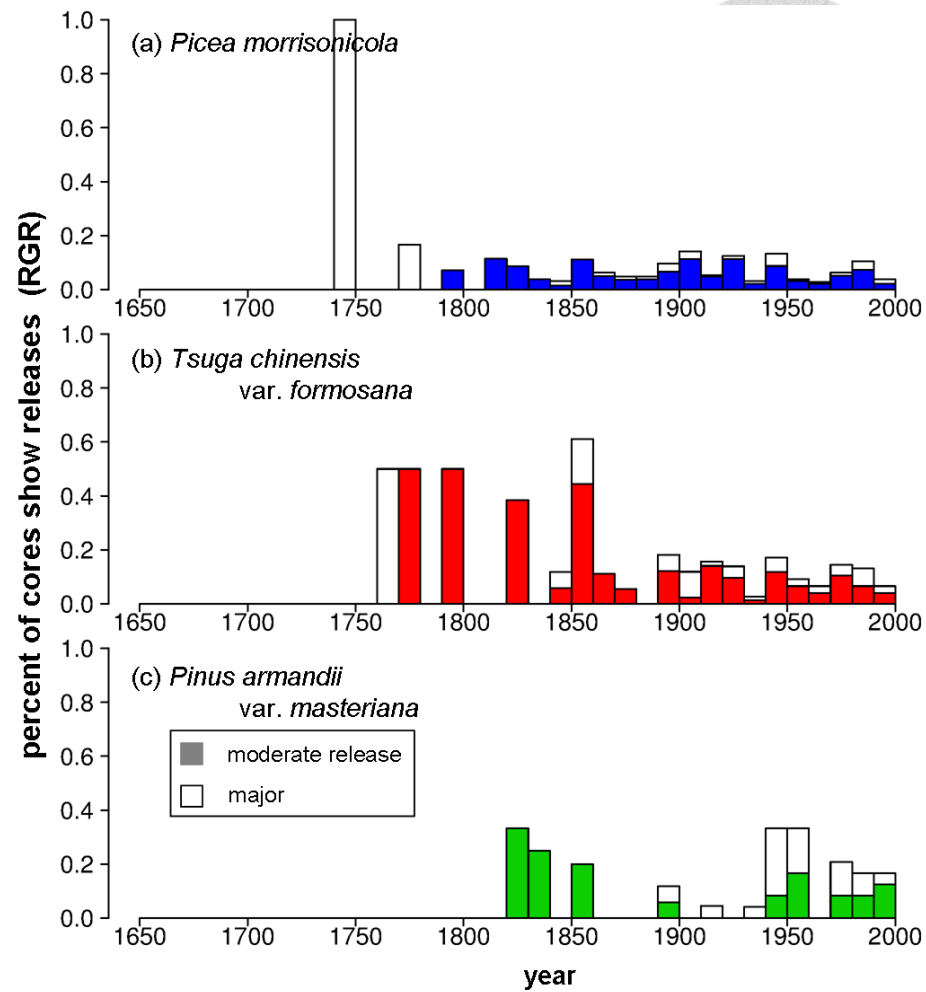 percent of cores show releases (RGR)
(a) Picea morrisonicola
1.0
0.8
0.6
0.4
0.2
0.0
1650 1700 1750 1800 1850 1900 1950 2000
(b) Tsuga chinensis
var. formosana
1.0
0.8
0.6
0.4
0.2
0.0
1650 1700 1750 1800 1850 1900 1950 2000
(c) Pinus armandii
var. masteriana
moderate release
major
1.0
0.8
0.6
0.4
0.2
0.0
1650 1700 1750 1800 1850 1900 1950 2000
year